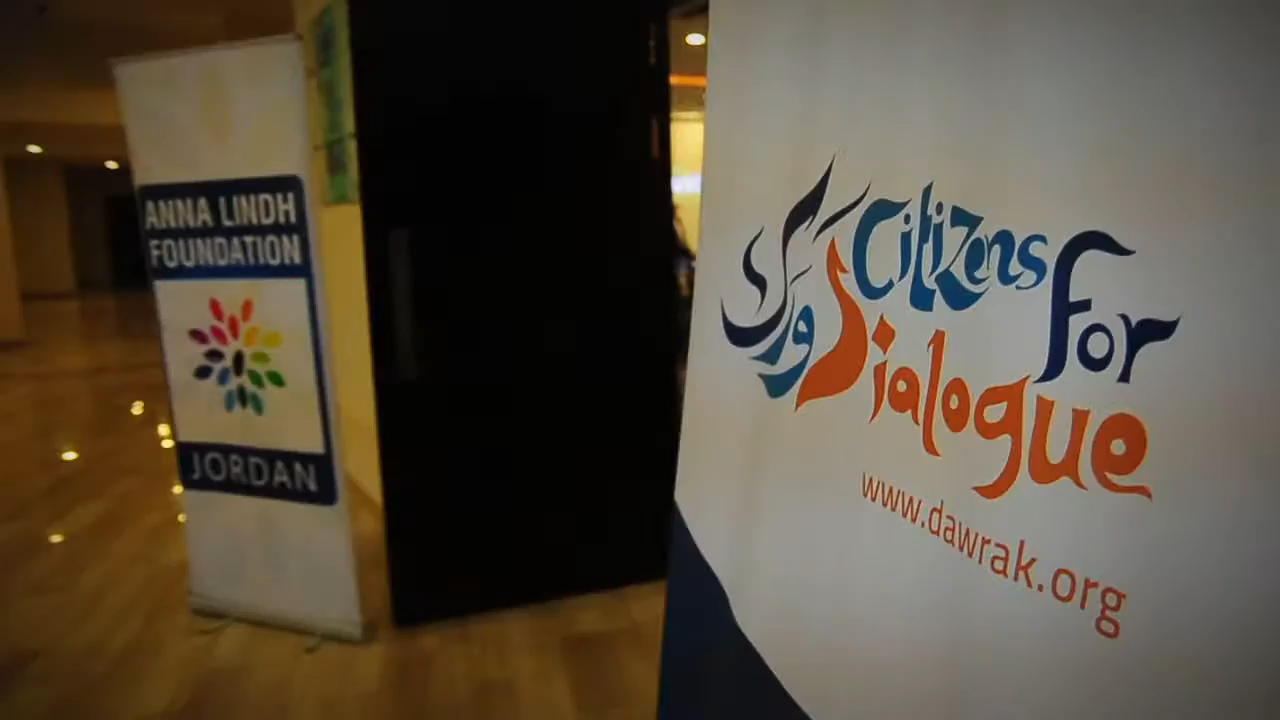 ANNA LINDH
FOUNDATION
JORDAN
دورك
Citizens For
Dialogue
www.dawrak.org